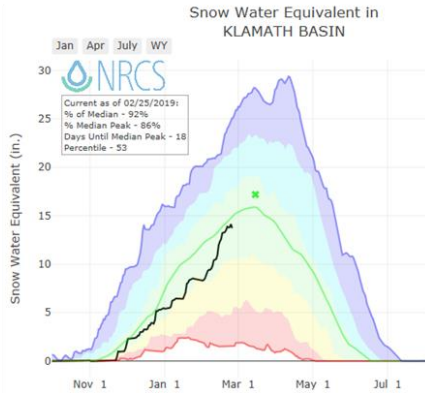 Snow Water Equivalent in
KLAMATH BASIN
Jan Apr July WY
NRCS
Current as of 02/25/2019:
% of Median - 92%
% Median Peak - 86%
Days Until Median Peak - 18
Percentile - 53
Snow Water Equivalent (in.)
30
25
20
15
10
5
0
Nov 1 Jan 1 Mar 1 May 1 Jul 1